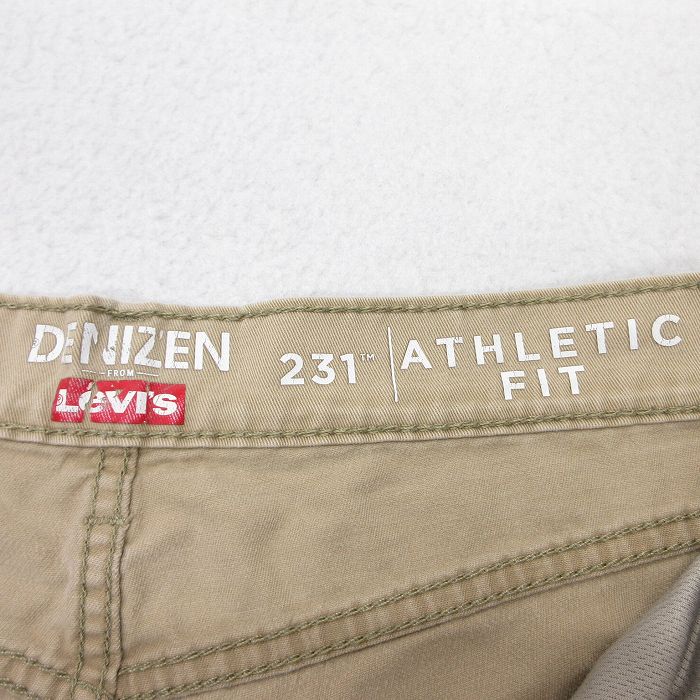 DENIZEN
FROM
Levi's
231™ | ATHLETIC
FIT